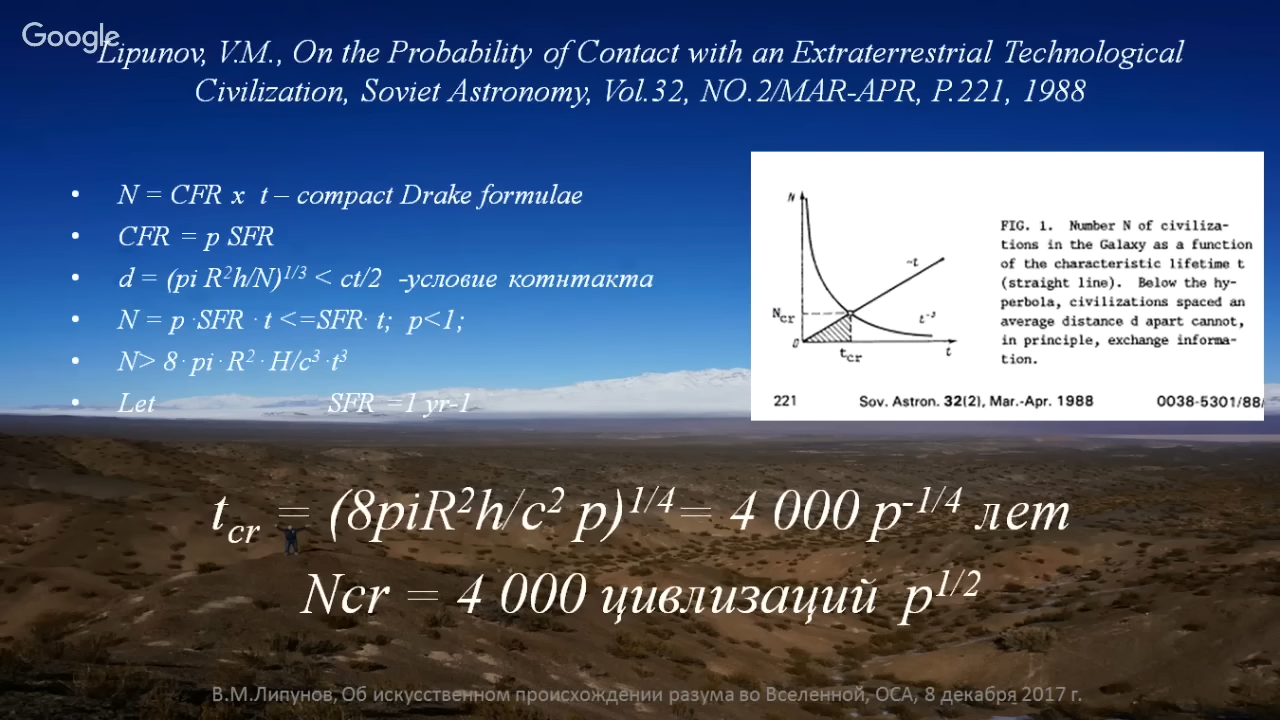 Google
Lipunov, V.M., On the Probability of Contact with an Extraterrestrial Technological
Civilization, Soviet Astronomy, Vol.32, NO.2/MAR-APR, P.221, 1988
• N = CFR x t – compact Drake formulae
• CFR = p SFR
• d = (pi R²h/N)¹/³ < ct/2 -условие котнтакта
• N = p ·SFR · t <=SFR· t; p<1;
• N> 8· pi · R² · H/c³ ·t³
• Let SFR =1 yr-1
N
~t
Ncr
t⁻³
0
tcr
t
FIG. 1. Number N of civiliza-
tions in the Galaxy as a function
of the characteristic lifetime t
(straight line). Below the hy-
perbola, civilizations spaced an
average distance d apart cannot,
in principle, exchange informa-
tion.
221 Sov. Astron. 32(2), Mar.-Apr. 1988 0038-5301/88/
tcr = (8piR²h/c² p)¹/⁴= 4 000 p⁻¹/⁴ лет
Ncr = 4 000 цивлизаций p¹/²
В.М.Липунов, Об искусственном происхождении разума во Вселенной, ОСА, 8 декабря 2017 г.